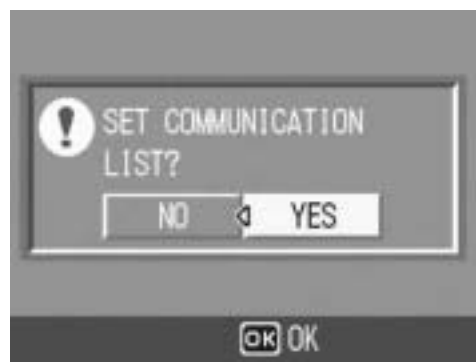 SET COMMUNICATION
LIST?
NO YES
OK OK